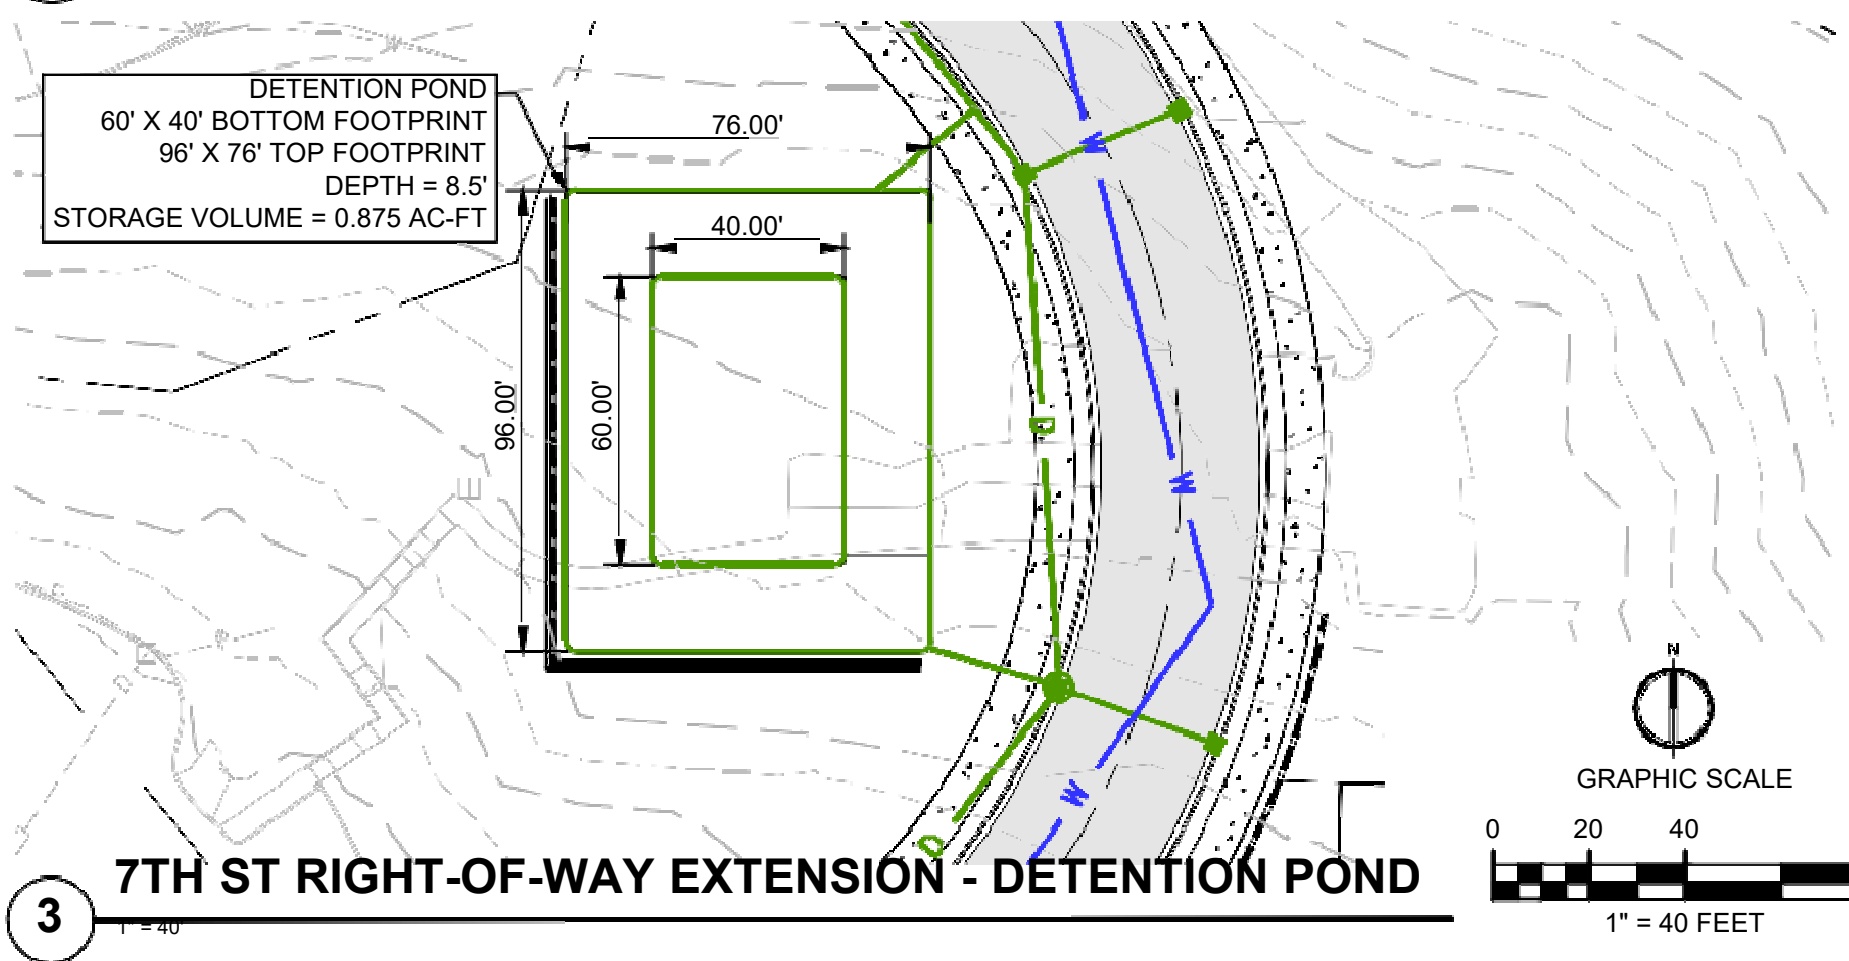 DETENTION POND
60' X 40' BOTTOM FOOTPRINT
96' X 76' TOP FOOTPRINT
DEPTH = 8.5'
STORAGE VOLUME = 0.875 AC-FT
76.00'
40.00'
96.00'
60.00'
W
W
W
D
D
E
N
GRAPHIC SCALE
0 20 40
1" = 40 FEET
7TH ST RIGHT-OF-WAY EXTENSION - DETENTION POND
3
1" = 40'